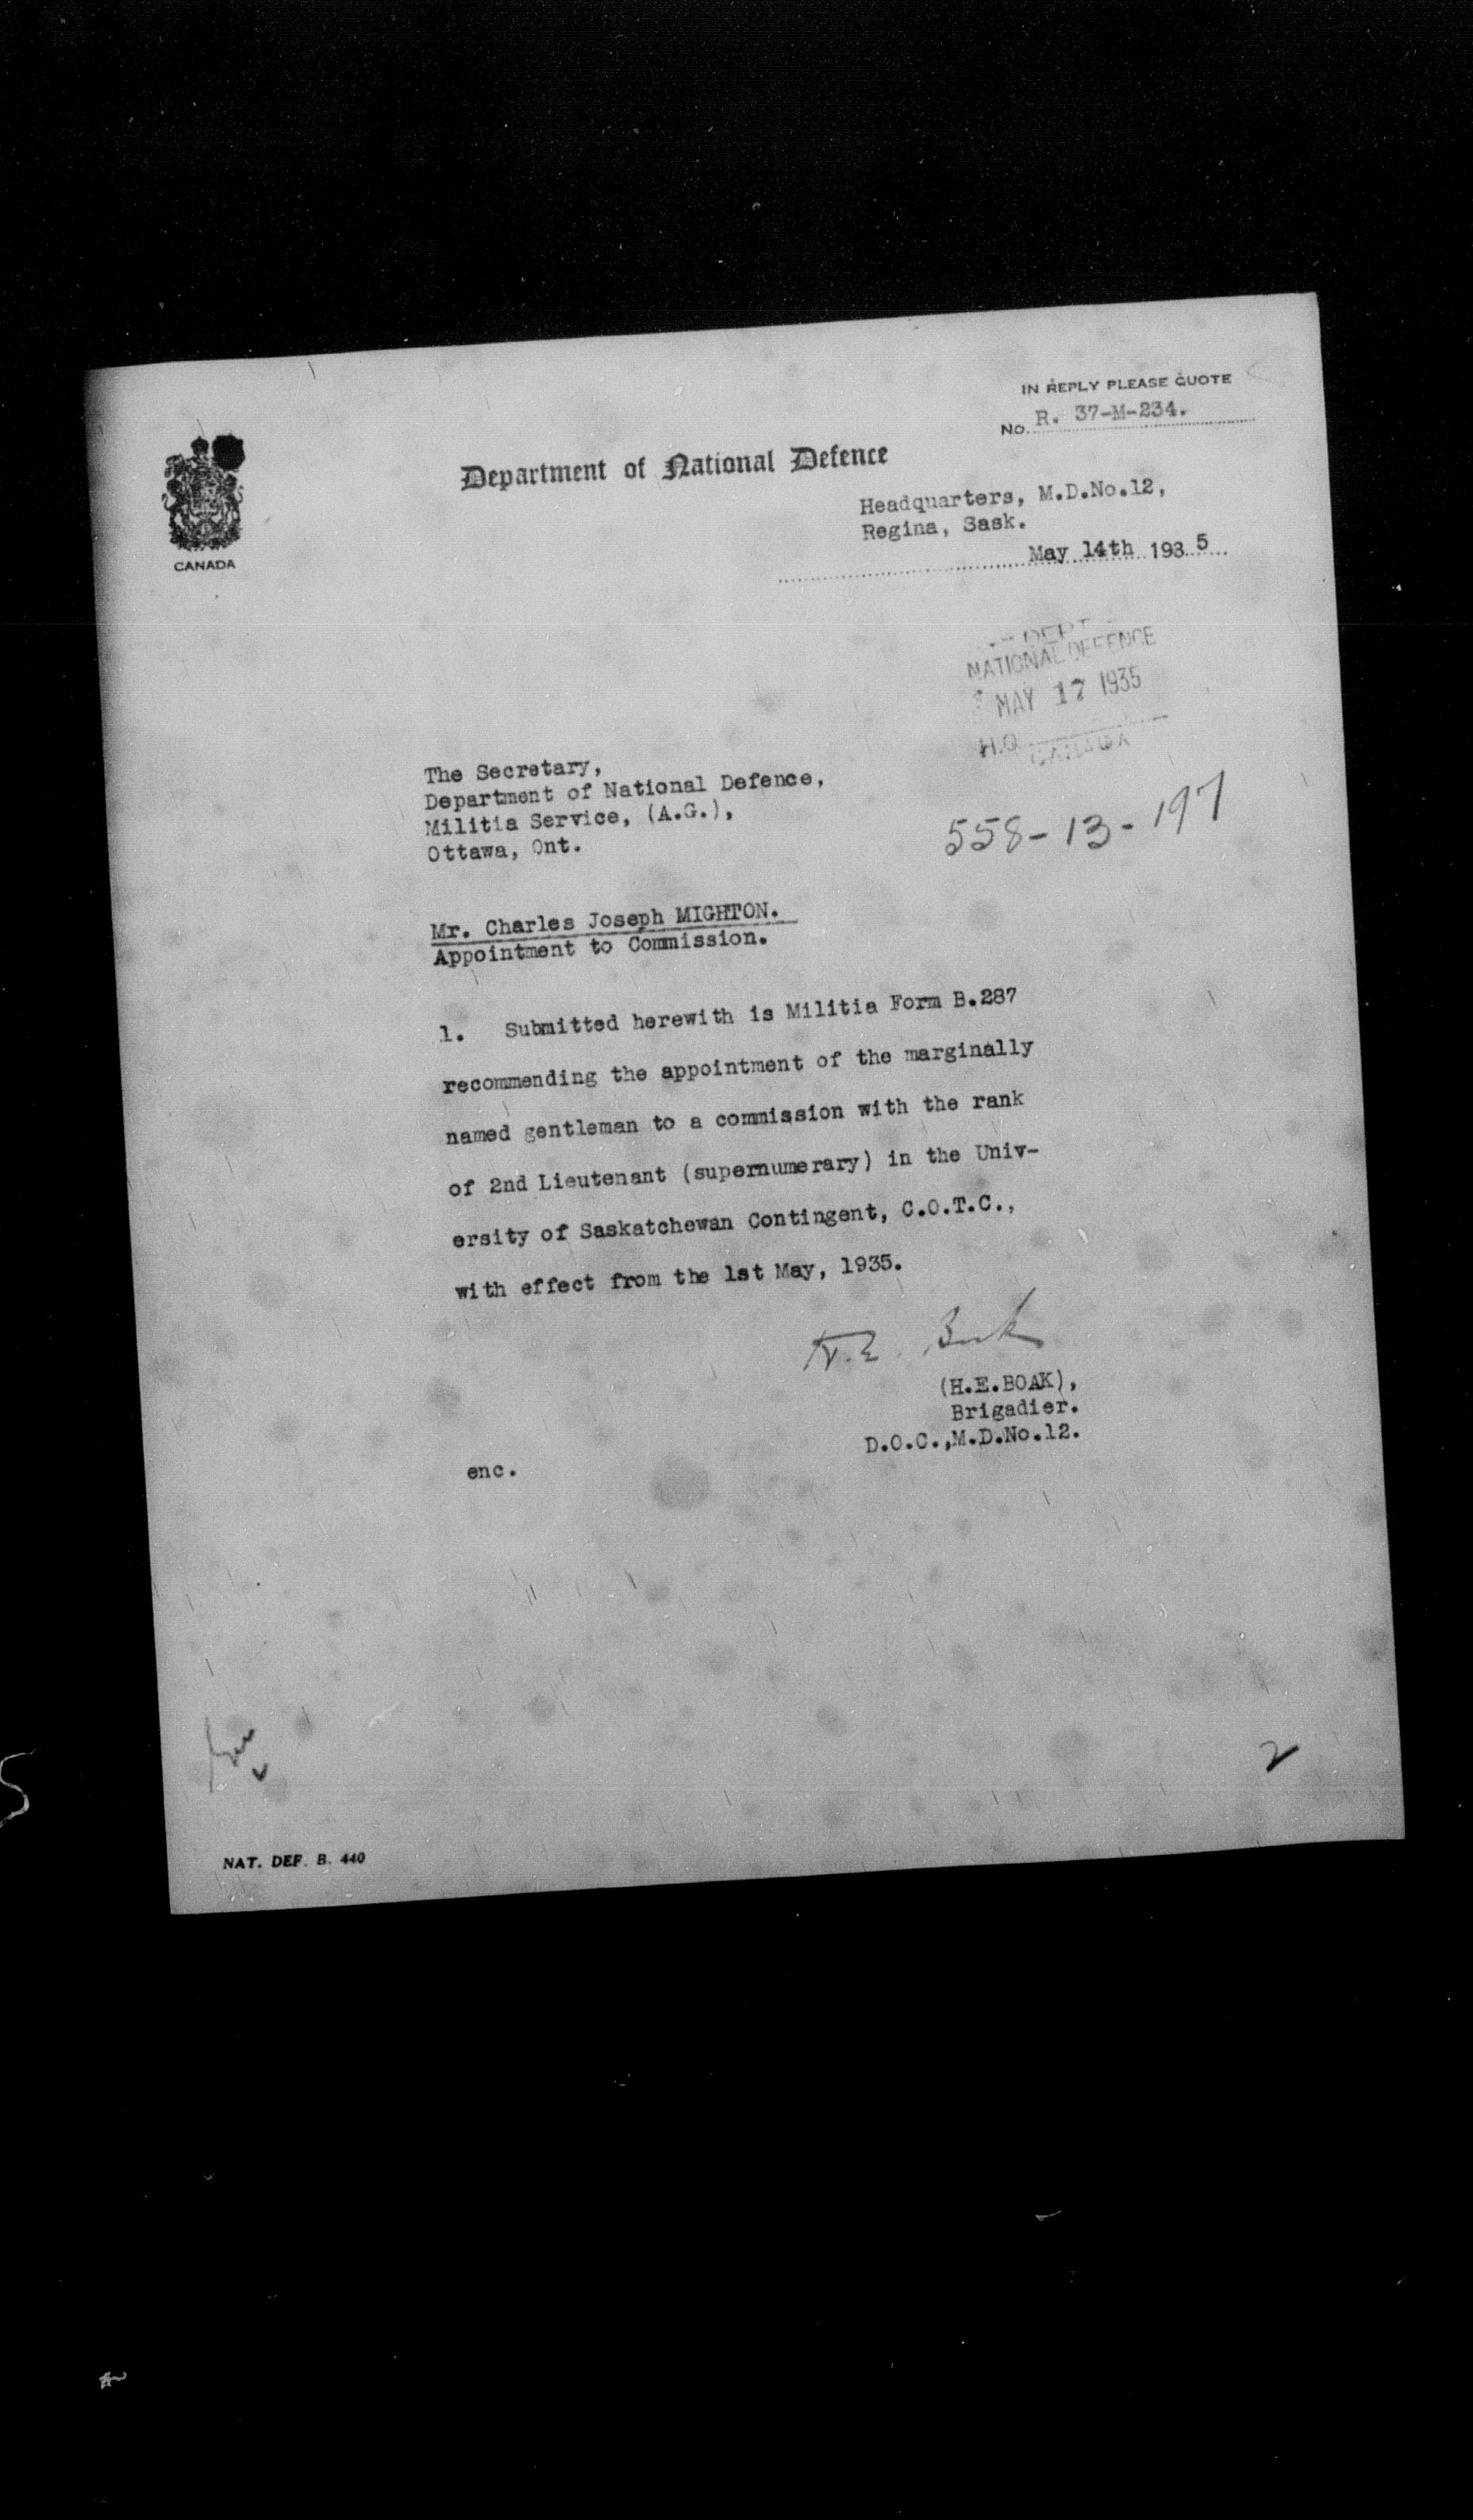 IN REPLY PLEASE QUOTE
No. R. 37-M-234.
Department of National Defence
CANADA
Headquarters, M.D.No.12,
Regina, Sask.
May 14th 1935
DEPT
NATIONAL DEFENCE
MAY 17 1935
H.Q.
CANADA
The Secretary,
Department of National Defence,
Militia Service, (A.G.),
Ottawa, Ont.
558-13-197
Mr. Charles Joseph MIGHTON.
Appointment to Commission.
1. Submitted herewith is Militia Form B.287
recommending the appointment of the marginally
named gentleman to a commission with the rank
of 2nd Lieutenant (supernumerary) in the Univ-
ersity of Saskatchewan Contingent, C.O.T.C.,
with effect from the 1st May, 1935.
H.E. Boak
(H.E.BOAK),
Brigadier.
D.O.C.,M.D.No.12.
enc.
2
NAT. DEF. B. 440